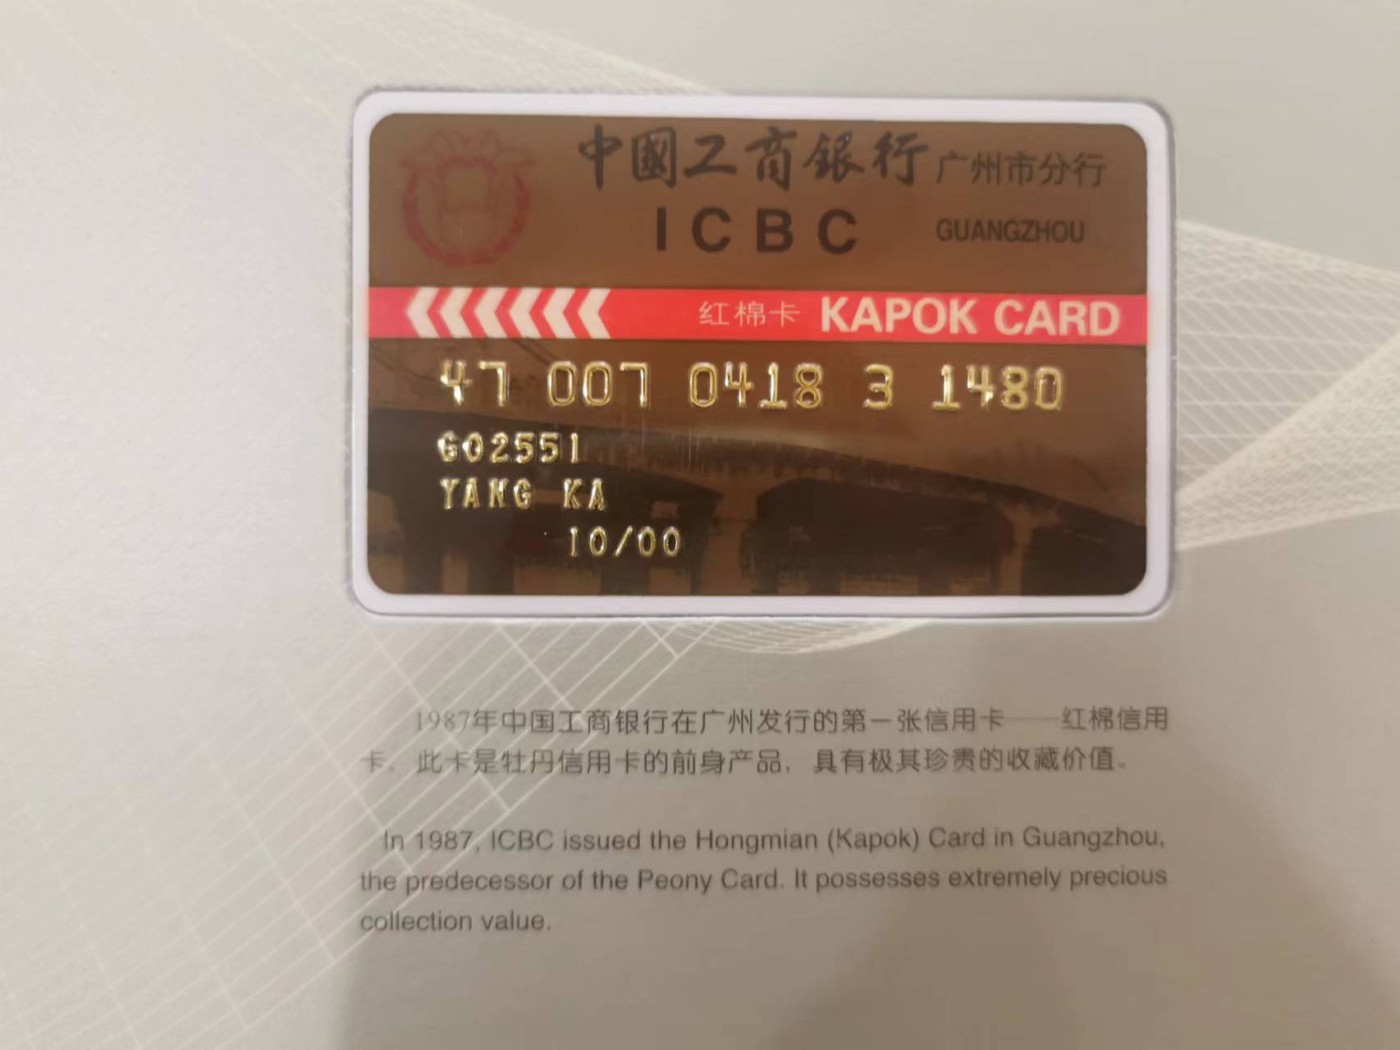 中國工商銀行 广州市分行
ICBC GUANGZHOU
红棉卡 KAPOK CARD
47 007 0418 3 1480
G02551
YANG KA
10/00
1987年中国工商银行在广州发行的第一张信用卡——红棉信用
卡。此卡是牡丹信用卡的前身产品，具有极其珍贵的收藏价值。
In 1987, ICBC issued the Hongmian (Kapok) Card in Guangzhou,
the predecessor of the Peony Card. It possesses extremely precious
collection value.